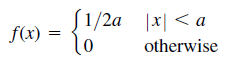 f(x) = { 1/2a |x| < a
0 otherwise